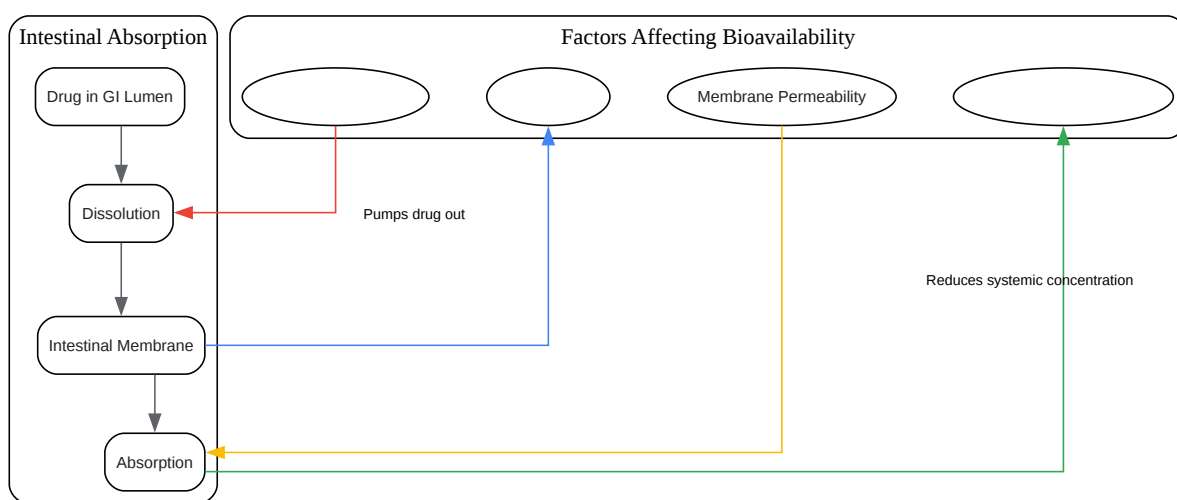 Intestinal Absorption
Factors Affecting Bioavailability
Drug in GI Lumen
Membrane Permeability
Dissolution
Pumps drug out
Reduces systemic concentration
Intestinal Membrane
Absorption